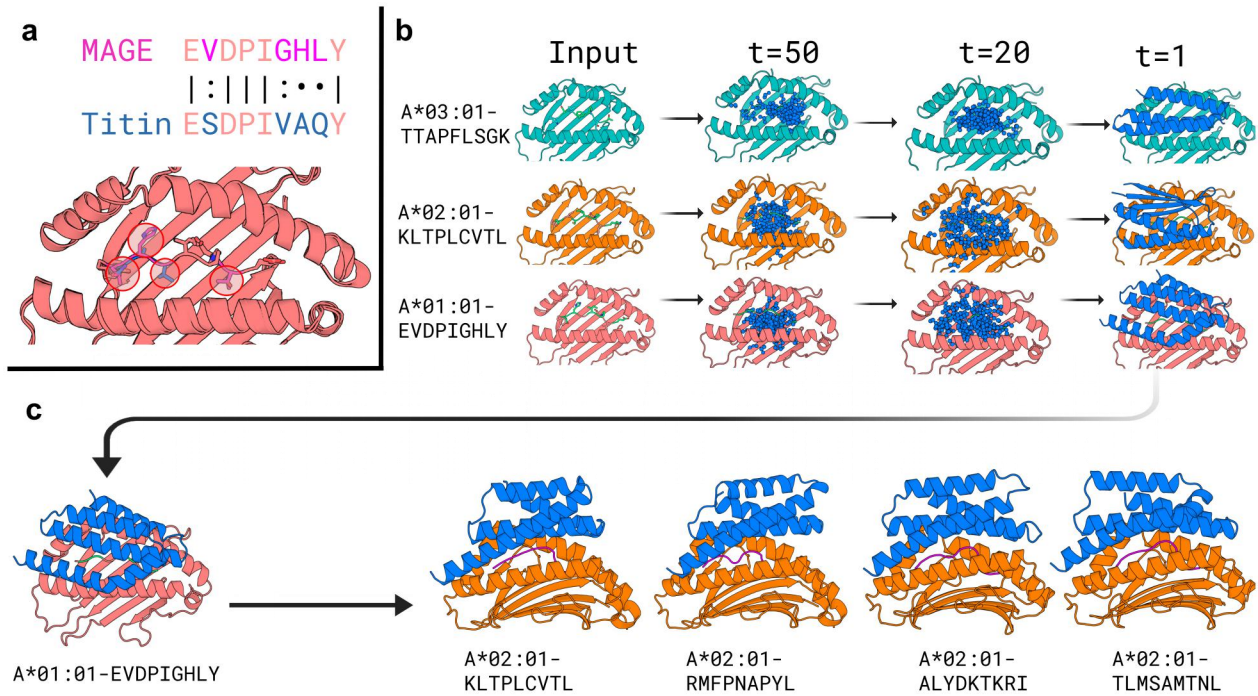 a
MAGE EVDPIGHLY
|:|||:··|
Titin ESDPIVAQY
b
Input t=50 t=20 t=1
A*03:01-
TTAPFLSGK
A*02:01-
KLTPLCVTL
A*01:01-
EVDPIGHLY
c
A*01:01-EVDPIGHLY
A*02:01-
KLTPLCVTL
A*02:01-
RMFPNAPYL
A*02:01-
ALYDKTKRI
A*02:01-
TLMSAMTNL